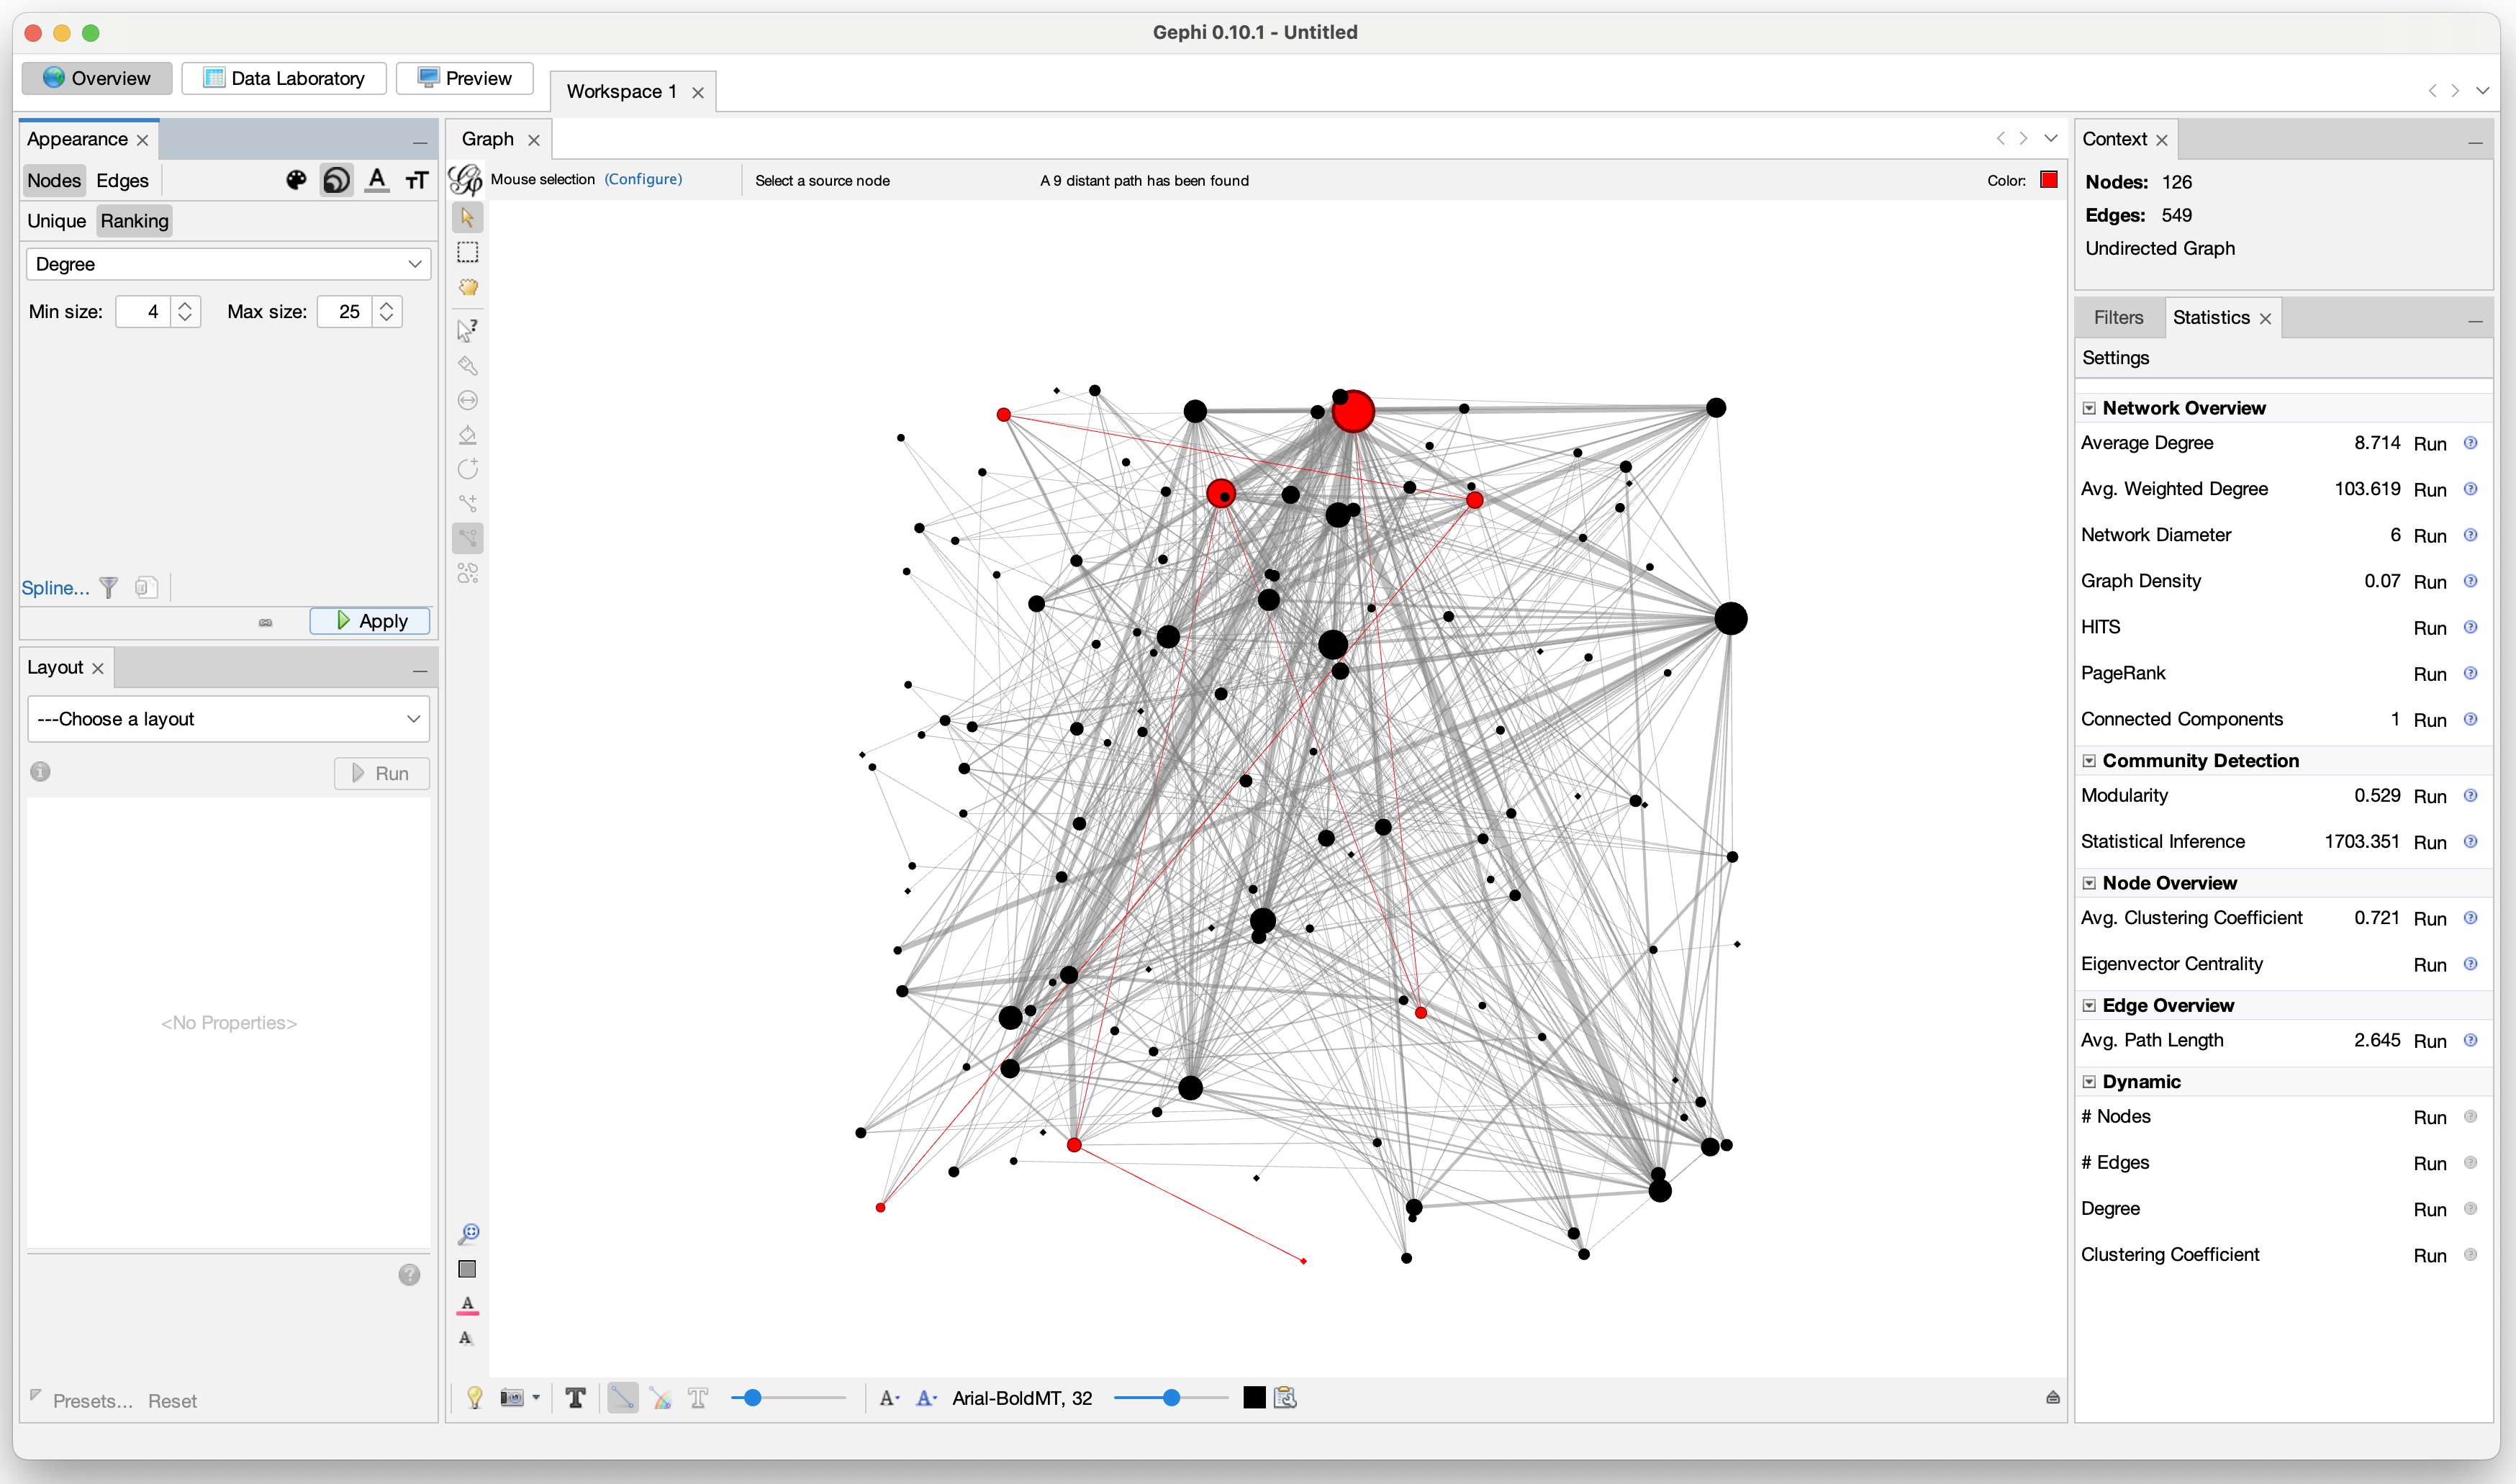 Gephi 0.10.1 - Untitled
Overview
Data Laboratory
Preview
Workspace 1
Appearance
Nodes Edges
Unique Ranking
Degree
Min size: 4 Max size: 25
Spline...
Apply
Layout
---Choose a layout
Run
<No Properties>
Presets... Reset
Graph
Mouse selection (Configure) Select a source node A 9 distant path has been found Color:
Arial-BoldMT, 32
Context
Nodes: 126
Edges: 549
Undirected Graph
Filters Statistics
Settings
Network Overview
Average Degree 8.714 Run
Avg. Weighted Degree 103.619 Run
Network Diameter 6 Run
Graph Density 0.07 Run
HITS Run
PageRank Run
Connected Components 1 Run
Community Detection
Modularity 0.529 Run
Statistical Inference 1703.351 Run
Node Overview
Avg. Clustering Coefficient 0.721 Run
Eigenvector Centrality Run
Edge Overview
Avg. Path Length 2.645 Run
Dynamic
# Nodes Run
# Edges Run
Degree Run
Clustering Coefficient Run